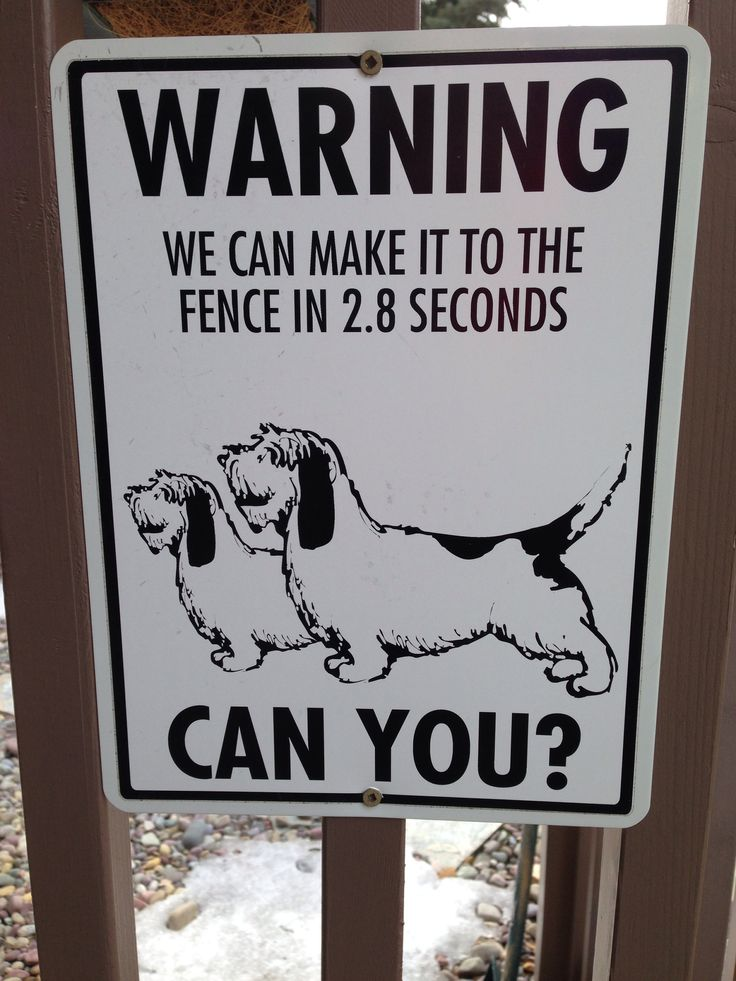 WARNING
WE CAN MAKE IT TO THE
FENCE IN 2.8 SECONDS
CAN YOU?